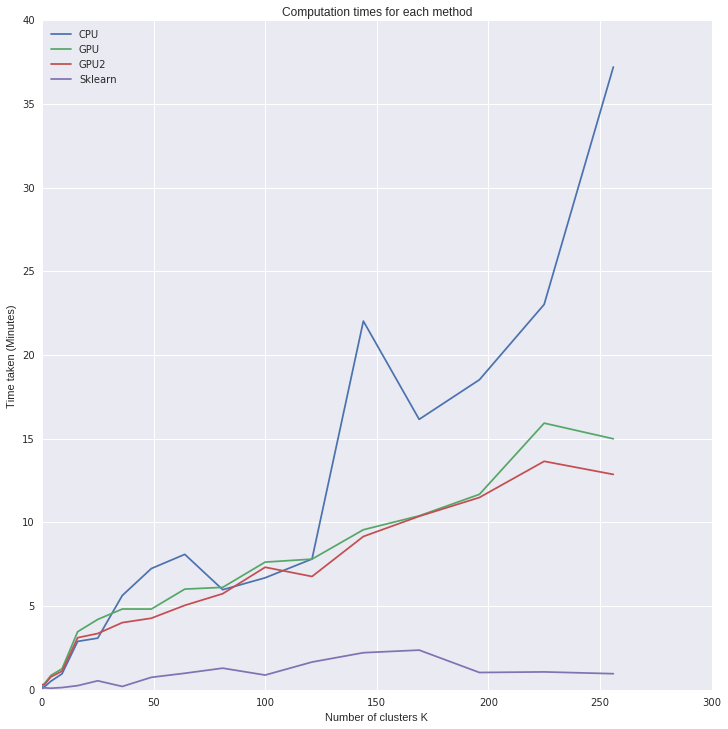 Computation times for each method
CPU
GPU
GPU2
Sklearn
Time taken (Minutes)
40
35
30
25
20
15
10
5
0
0 50 100 150 200 250 300
Number of clusters K